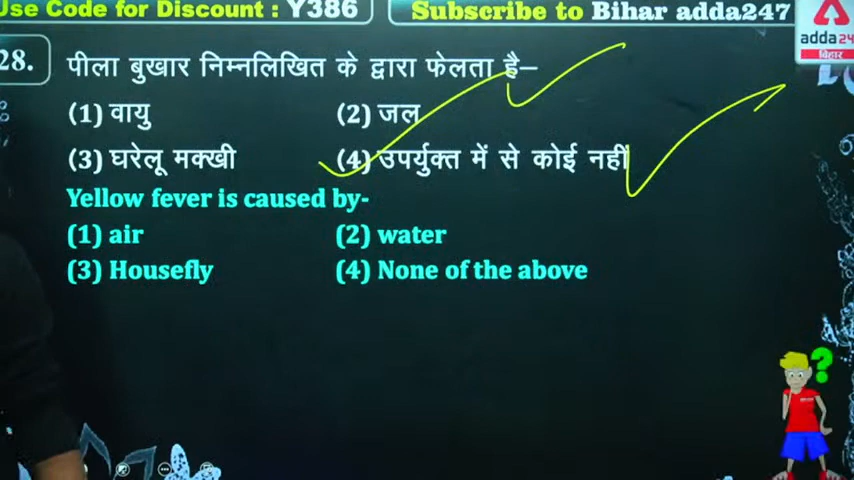 Use Code for Discount : Y386
Subscribe to Bihar adda247
adda24
बिहार
28.
पीला बुखार निम्नलिखित के द्वारा फेलता है–
(1) वायु (2) जल
(3) घरेलू मक्खी (4) उपर्युक्त में से कोई नहीं
Yellow fever is caused by-
(1) air (2) water
(3) Housefly (4) None of the above